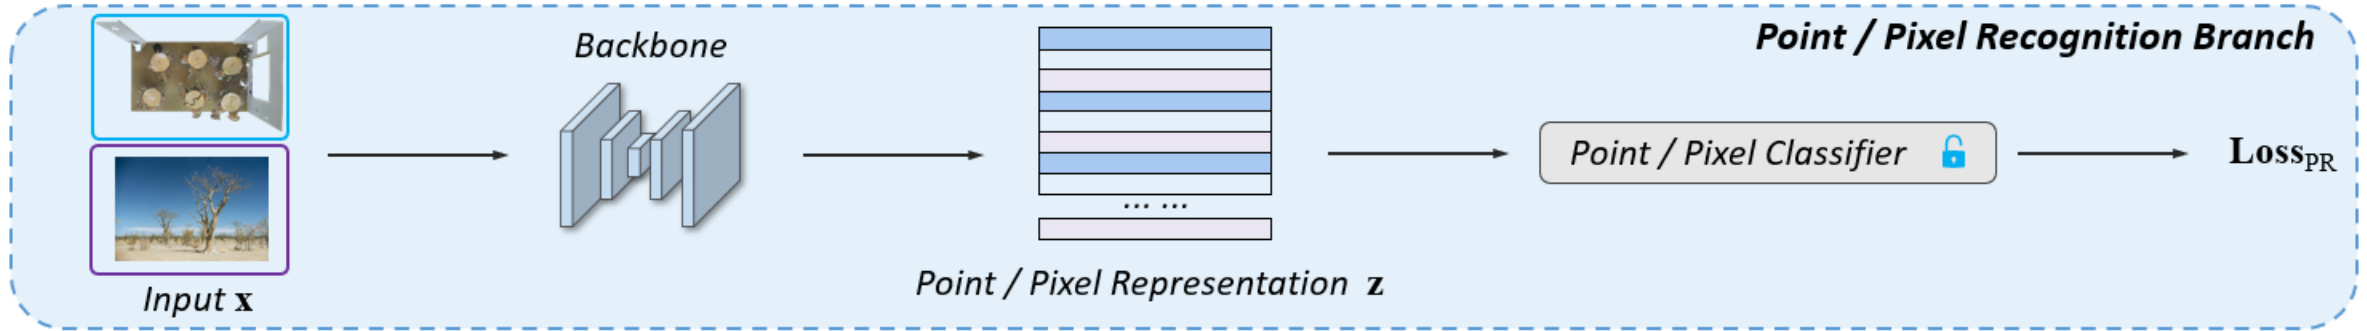 Point / Pixel Recognition Branch
Backbone
Point / Pixel Classifier
Loss_PR
... ...
Point / Pixel Representation z
Input x